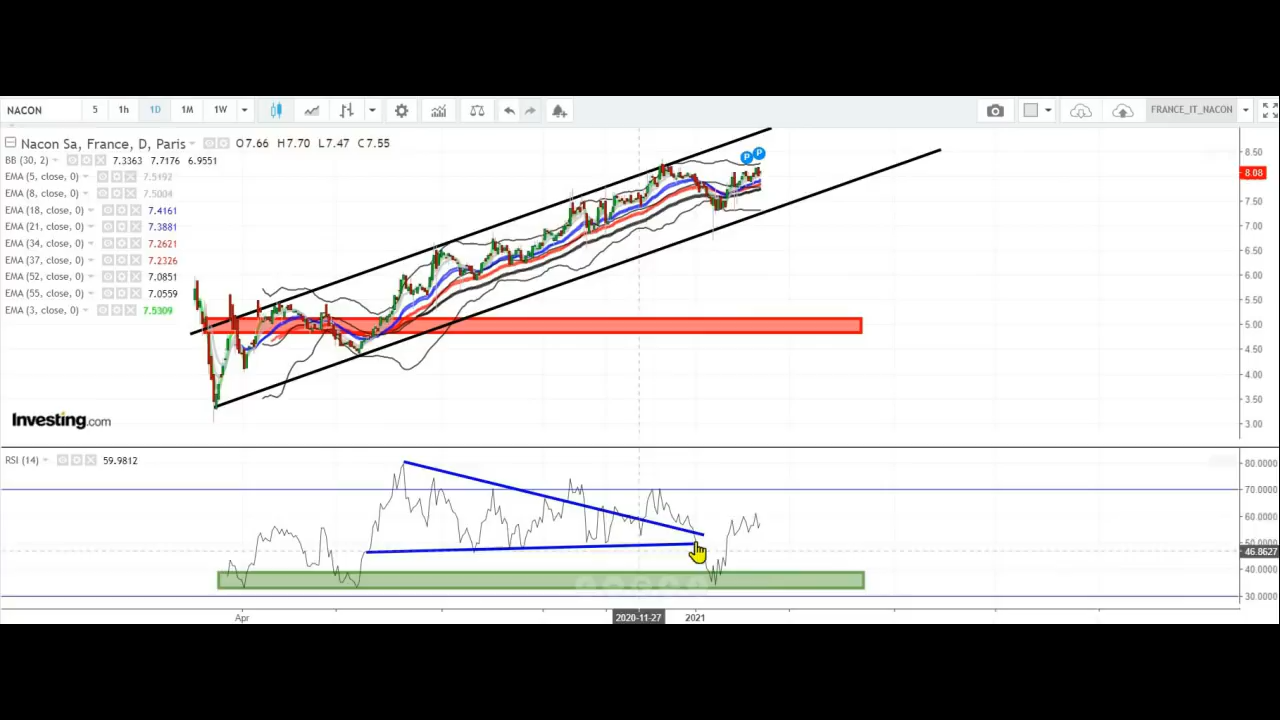 NACON 5 1h 1D 1M 1W FRANCE_IT_NACON
Nacon Sa, France, D, Paris O7.66 H7.70 L7.47 C7.55
BB (30, 2) 7.3363 7.7176 6.9551
EMA (5, close, 0) 7.5192
EMA (8, close, 0) 7.5004
EMA (18, close, 0) 7.4161
EMA (21, close, 0) 7.3881
EMA (34, close, 0) 7.2621
EMA (37, close, 0) 7.2326
EMA (52, close, 0) 7.0851
EMA (55, close, 0) 7.0559
EMA (3, close, 0) 7.5309
P P
8.50
8.08
7.50
7.00
6.50
6.00
5.50
5.00
4.50
4.00
3.50
3.00
Investing.com
RSI (14) 59.9812
80.0000
70.0000
60.0000
50.0000
46.8627
40.0000
30.0000
Apr 2020-11-27 2021